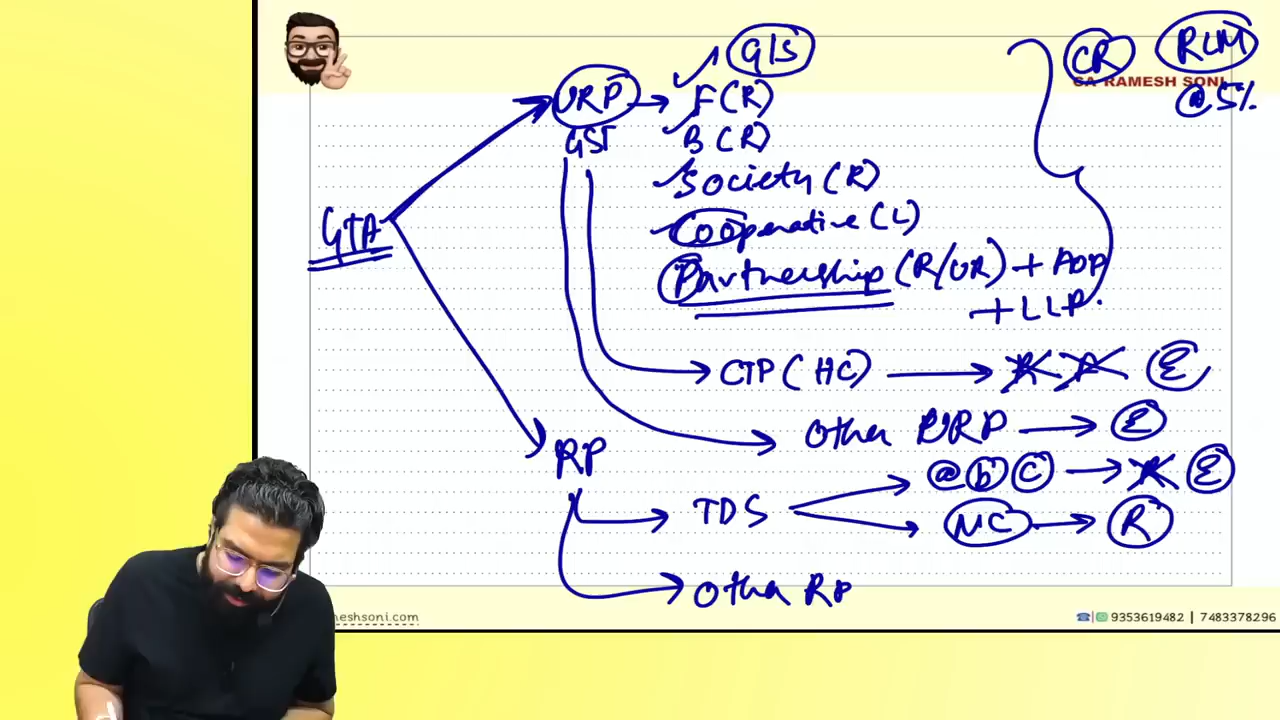 G/S
CR RCM
CA RAMESH SONI
@ 5%
URP → F (R)
GST B (R)
Society (R)
Cooperative (L)
GTA
Partnership (R/UR) + AOP
+ LLP.
CTP (HC) → E
Other URP → E
RP
a b c → E
TDS
NC → R
Other RP
meshsoni.com
9353619482 | 7483378296